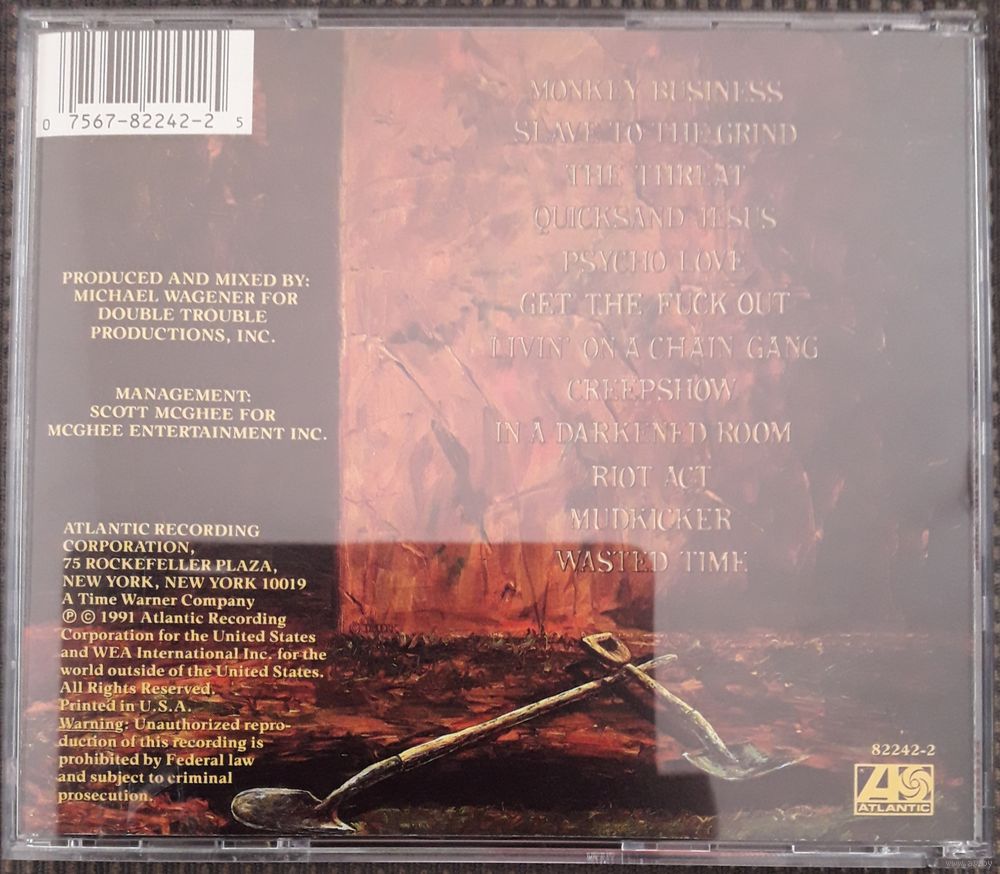 0 7567-82242-2 5
MONKEY BUSINESS
SLAVE TO THE GRIND
THE THREAT
QUICKSAND JESUS
PSYCHO LOVE
GET THE FUCK OUT
LIVIN' ON A CHAIN GANG
CREEPSHOW
IN A DARKENED ROOM
RIOT ACT
MUDKICKER
WASTED TIME
PRODUCED AND MIXED BY:
MICHAEL WAGENER FOR
DOUBLE TROUBLE
PRODUCTIONS, INC.
MANAGEMENT:
SCOTT MCGHEE FOR
MCGHEE ENTERTAINMENT INC.
ATLANTIC RECORDING
CORPORATION,
75 ROCKEFELLER PLAZA,
NEW YORK, NEW YORK 10019
A Time Warner Company
℗ © 1991 Atlantic Recording
Corporation for the United States
and WEA International Inc. for the
world outside of the United States.
All Rights Reserved.
Printed in U.S.A.
Warning: Unauthorized repro-
duction of this recording is
prohibited by Federal law
and subject to criminal
prosecution.
82242-2
ATLANTIC